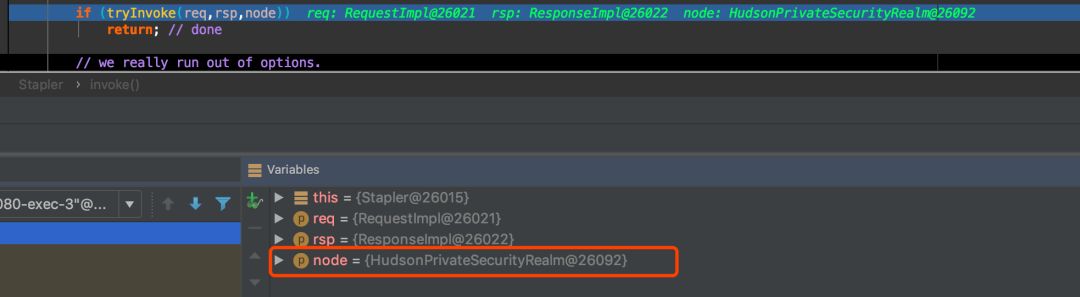 if (tryInvoke(req,rsp,node)) req: RequestImpl@26021 rsp: ResponseImpl@26022 node: HudsonPrivateSecurityRealm@26092
return; // done
// we really run out of options.
Stapler › invoke()
Variables
080-exec-3"@...
this = {Stapler@26015}
p req = {RequestImpl@26021}
p rsp = {ResponseImpl@26022}
p node = {HudsonPrivateSecurityRealm@26092}